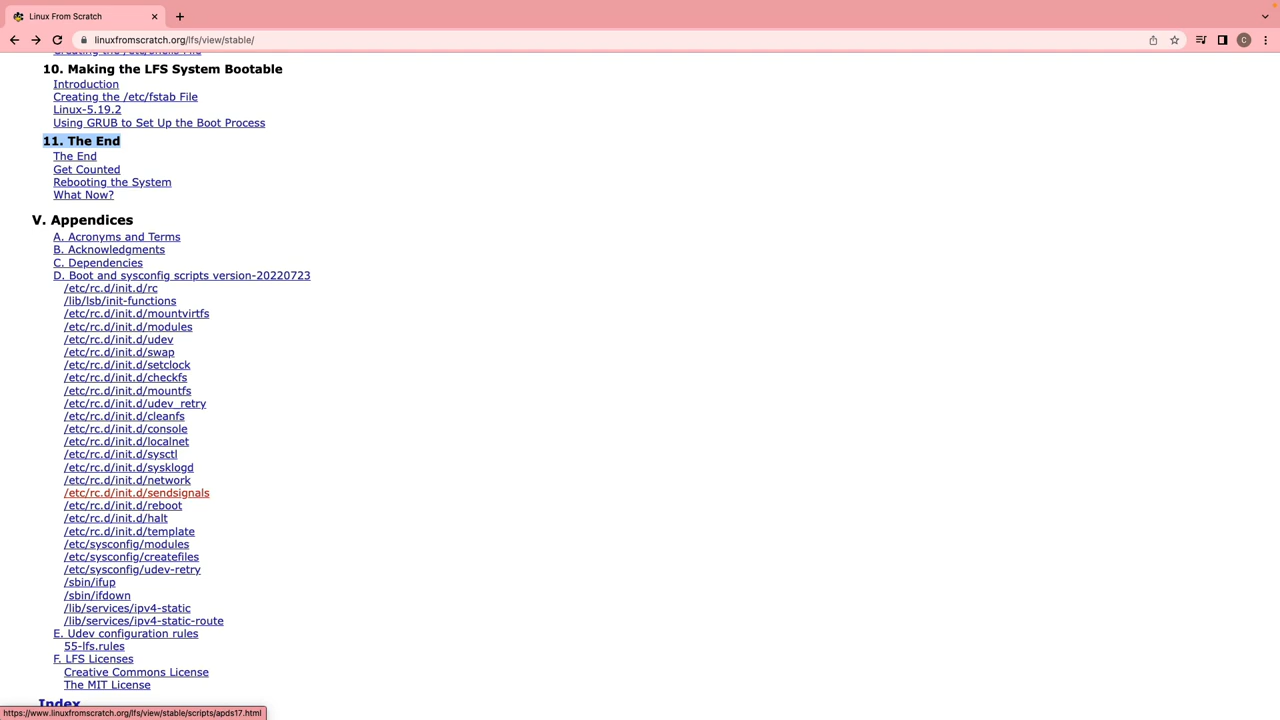 Linux From Scratch
linuxfromscratch.org/lfs/view/stable/
C
Creating the /etc/shells File
10. Making the LFS System Bootable
Introduction
Creating the /etc/fstab File
Linux-5.19.2
Using GRUB to Set Up the Boot Process
11. The End
The End
Get Counted
Rebooting the System
What Now?
V. Appendices
A. Acronyms and Terms
B. Acknowledgments
C. Dependencies
D. Boot and sysconfig scripts version-20220723
/etc/rc.d/init.d/rc
/lib/lsb/init-functions
/etc/rc.d/init.d/mountvirtfs
/etc/rc.d/init.d/modules
/etc/rc.d/init.d/udev
/etc/rc.d/init.d/swap
/etc/rc.d/init.d/setclock
/etc/rc.d/init.d/checkfs
/etc/rc.d/init.d/mountfs
/etc/rc.d/init.d/udev_retry
/etc/rc.d/init.d/cleanfs
/etc/rc.d/init.d/console
/etc/rc.d/init.d/localnet
/etc/rc.d/init.d/sysctl
/etc/rc.d/init.d/sysklogd
/etc/rc.d/init.d/network
/etc/rc.d/init.d/sendsignals
/etc/rc.d/init.d/reboot
/etc/rc.d/init.d/halt
/etc/rc.d/init.d/template
/etc/sysconfig/modules
/etc/sysconfig/createfiles
/etc/sysconfig/udev-retry
/sbin/ifup
/sbin/ifdown
/lib/services/ipv4-static
/lib/services/ipv4-static-route
E. Udev configuration rules
55-lfs.rules
F. LFS Licenses
Creative Commons License
The MIT License
Index
https://www.linuxfromscratch.org/lfs/view/stable/scripts/apds17.html